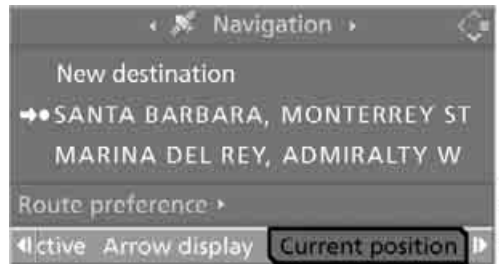 Navigation
New destination
SANTA BARBARA, MONTERREY ST
MARINA DEL REY, ADMIRALTY W
Route preference
ctive Arrow display Current position